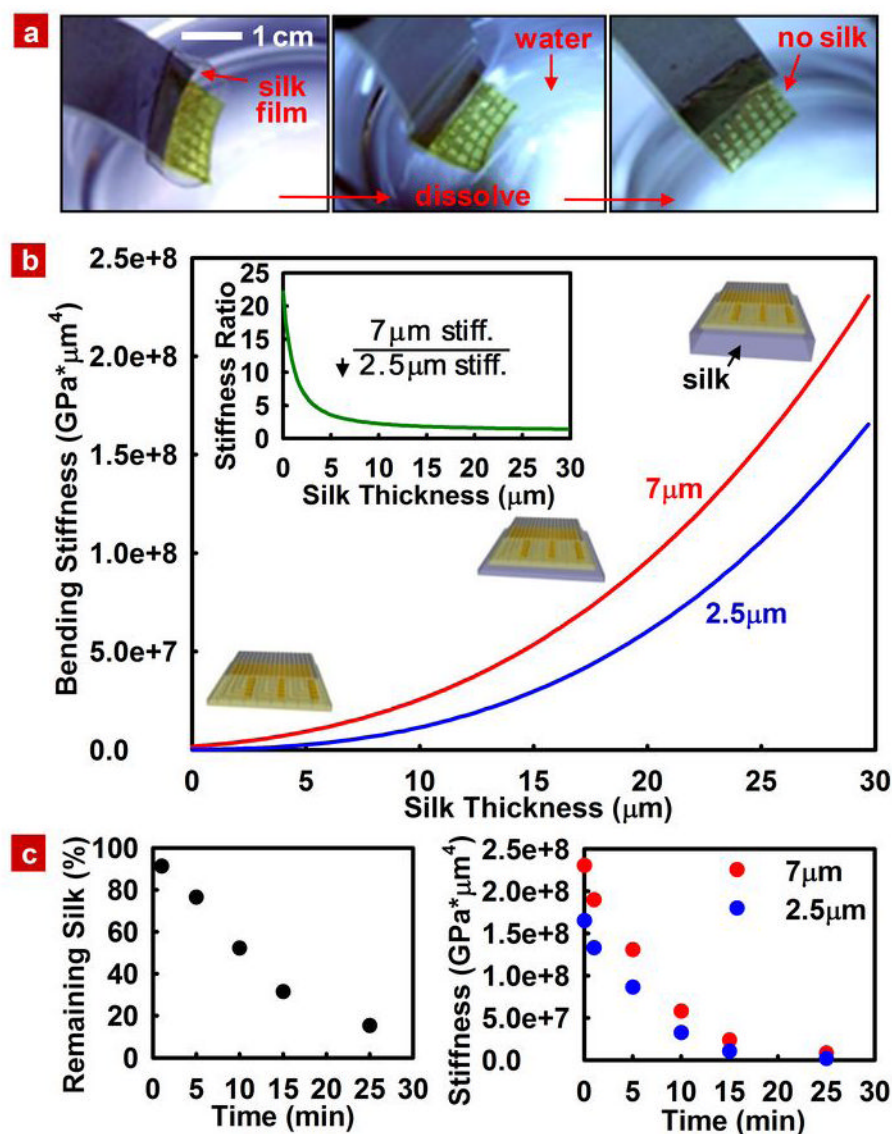 a
1 cm
silk
film
water
no silk
dissolve
b
Bending Stiffness (GPa*μm⁴)
2.5e+8
2.0e+8
1.5e+8
1.0e+8
5.0e+7
0.0
0 5 10 15 20 25 30
Silk Thickness (μm)
Stiffness Ratio
25
20
15
10
5
0
7μm stiff.
2.5μm stiff.
0 5 10 15 20 25 30
Silk Thickness (μm)
silk
7μm
2.5μm
c
Remaining Silk (%)
100
80
60
40
20
0
0 5 10 15 20 25 30
Time (min)
Stiffness (GPa*μm⁴)
2.5e+8
2.0e+8
1.5e+8
1.0e+8
5.0e+7
0.0
7μm
2.5μm
0 5 10 15 20 25 30
Time (min)